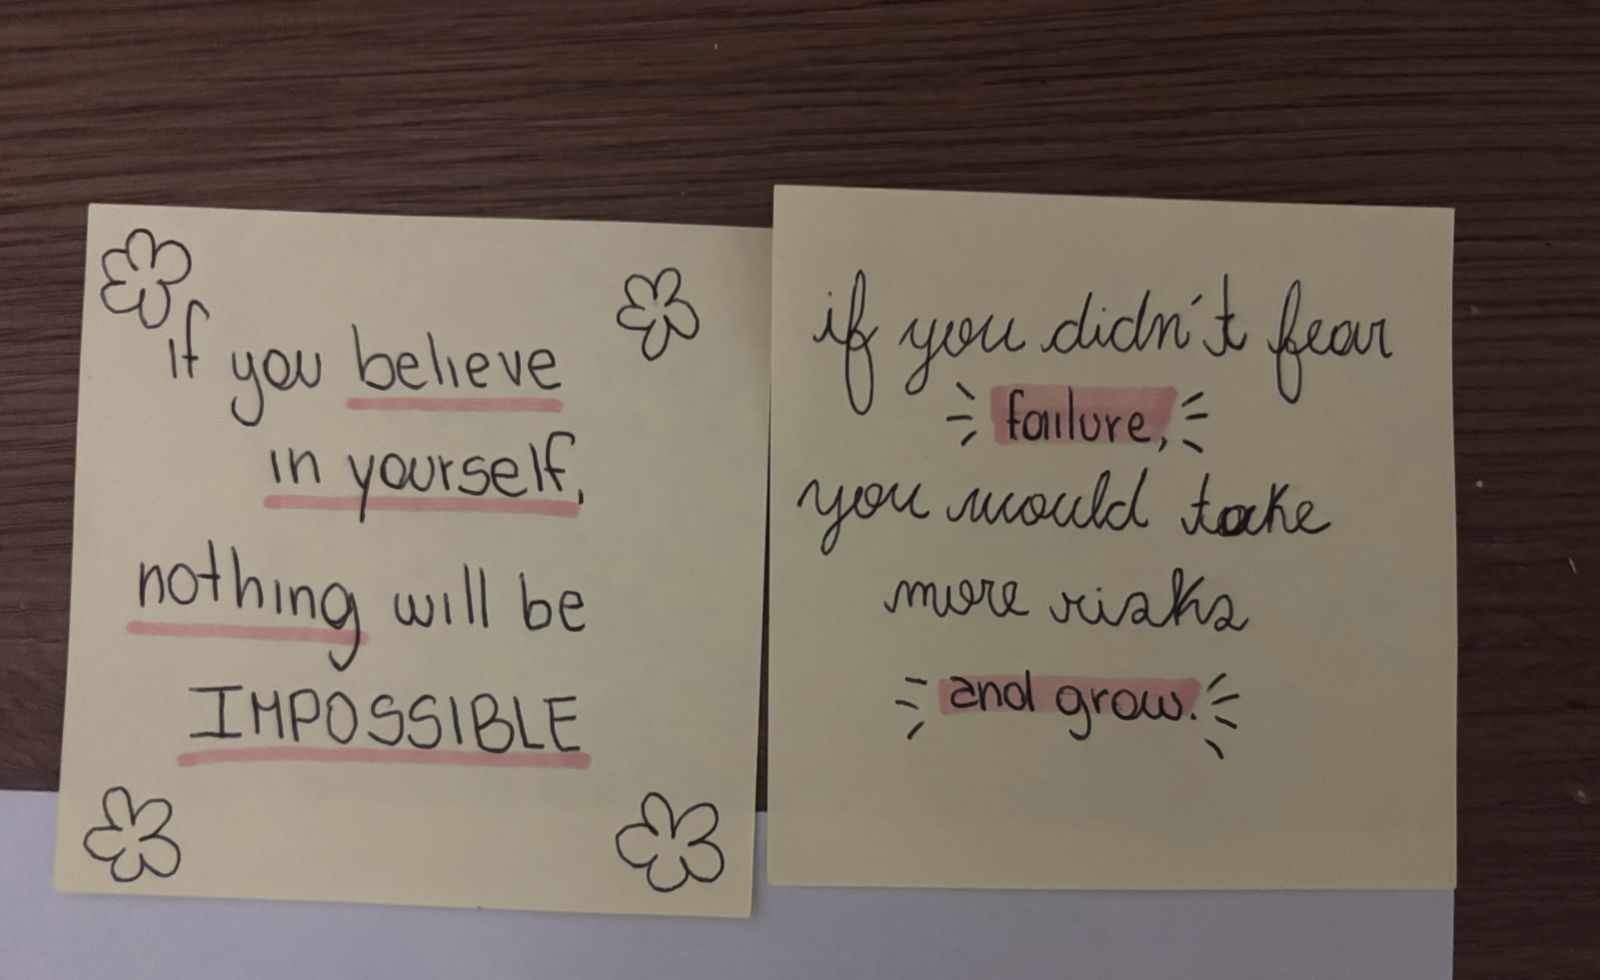 If you believe
in yourself,
nothing will be
IMPOSSIBLE
if you didn't fear
failure,
you would take
more risks
and grow.